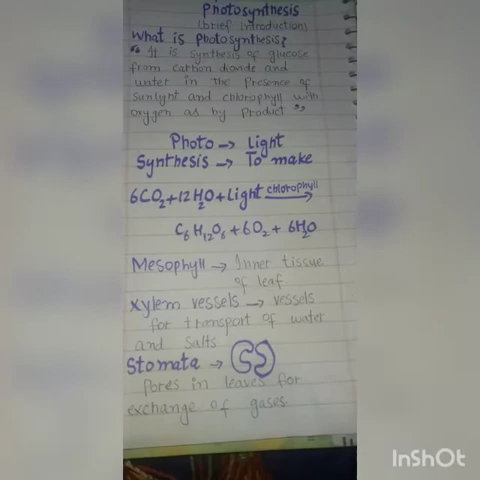 Photosynthesis
(brief introduction)
What is photosynthesis?
"It is synthesis of glucose
from carbon dioxide and
water in the presence of
sunlight and chlorophyll with
oxygen as by product"
Photo → Light
Synthesis → To make
6CO₂+12H₂O+Light chlorophyll →
C₆H₁₂O₆ + 6O₂ + 6H₂O
Mesophyll → Inner tissue
of leaf
Xylem vessels → vessels
for transport of water
and salts
Stomata →
Pores in leaves for
exchange of gases
InShOt